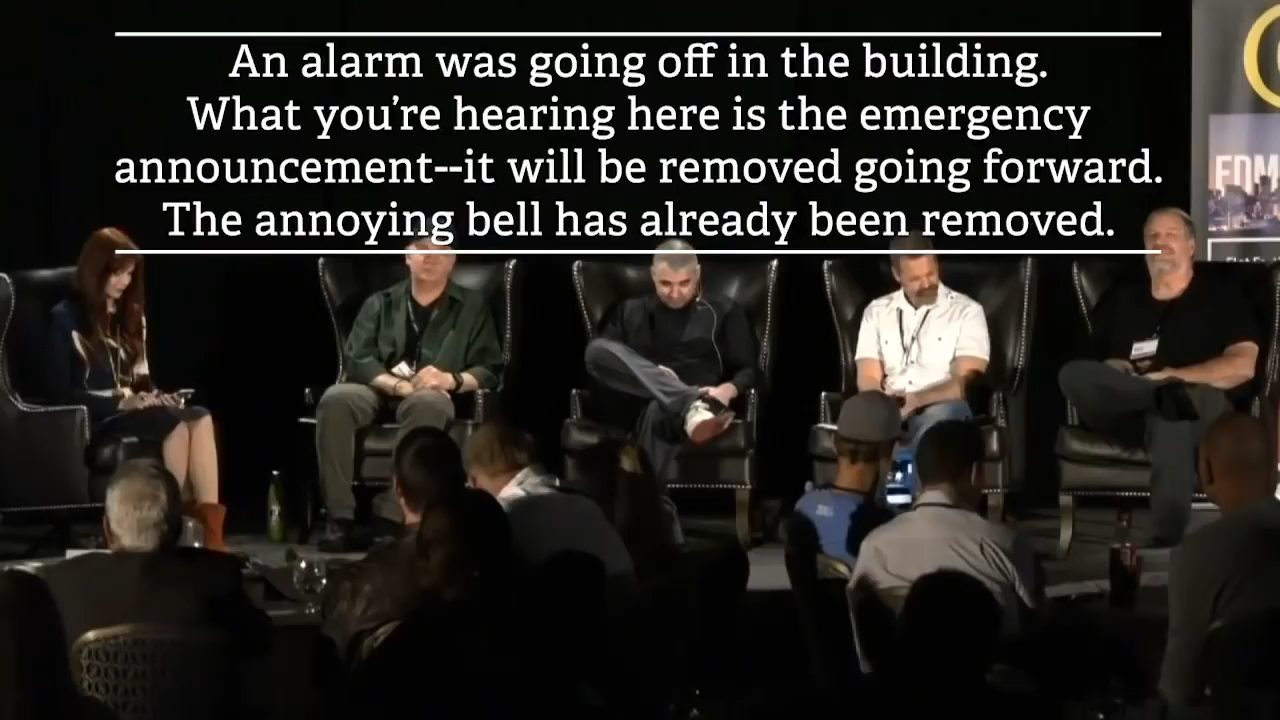 An alarm was going off in the building.
What you're hearing here is the emergency
announcement--it will be removed going forward.
The annoying bell has already been removed.
EDM